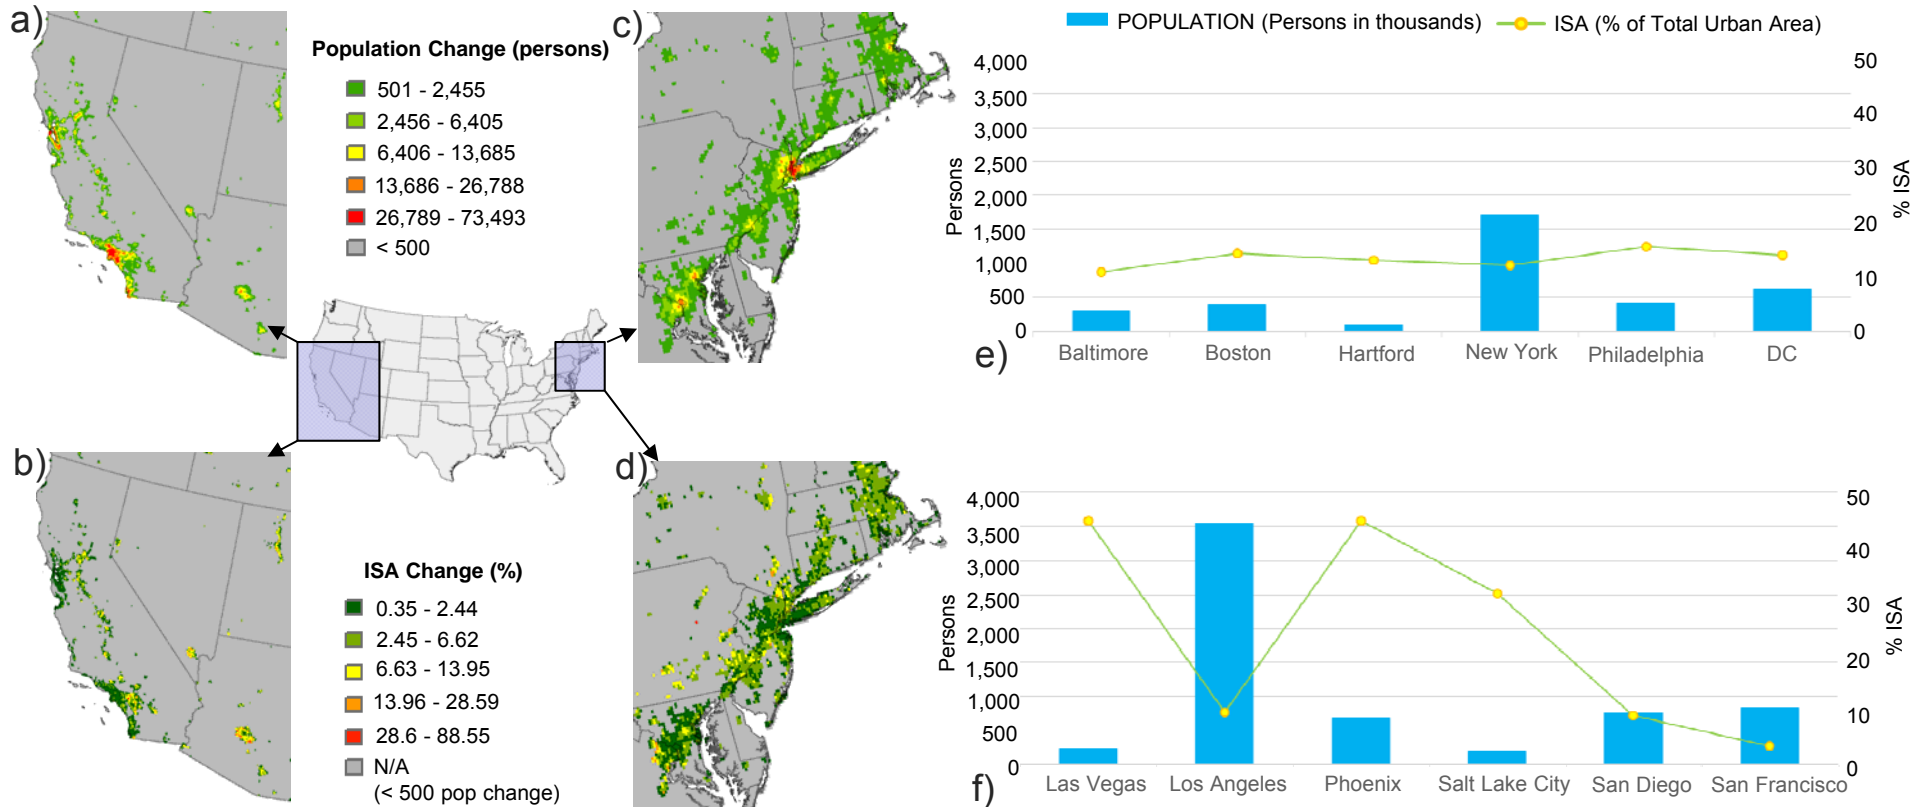 a)
Population Change (persons)
501 - 2,455
2,456 - 6,405
6,406 - 13,685
13,686 - 26,788
26,789 - 73,493
< 500
c)
b)
ISA Change (%)
0.35 - 2.44
2.45 - 6.62
6.63 - 13.95
13.96 - 28.59
28.6 - 88.55
N/A
(< 500 pop change)
d)
POPULATION (Persons in thousands)
ISA (% of Total Urban Area)
4,000
3,500
3,000
2,500
2,000
1,500
1,000
500
0
Persons
50
40
30
20
10
0
% ISA
Baltimore
Boston
Hartford
New York
Philadelphia
DC
e)
4,000
3,500
3,000
2,500
2,000
1,500
1,000
500
0
Persons
50
40
30
20
10
0
% ISA
Las Vegas
Los Angeles
Phoenix
Salt Lake City
San Diego
San Francisco
f)